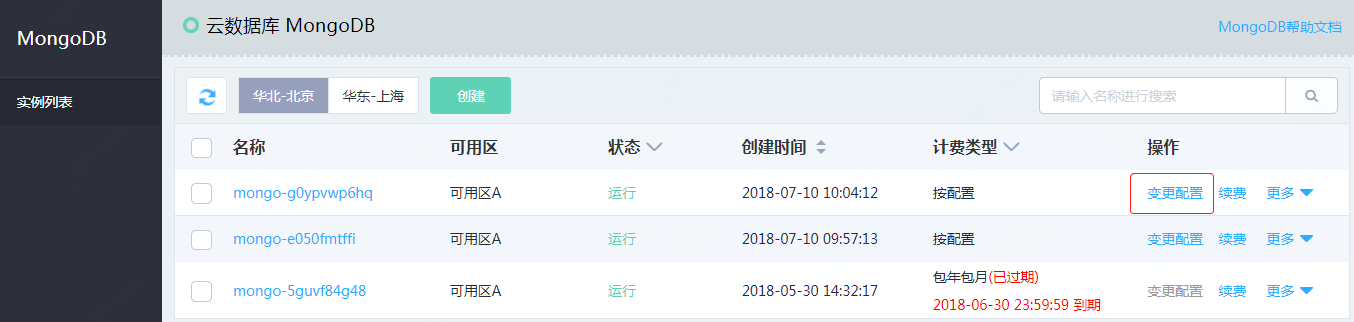 MongoDB
实例列表
云数据库 MongoDB
MongoDB帮助文档
华北-北京 华东-上海 创建 请输入名称进行搜索
名称 可用区 状态 创建时间 计费类型 操作
mongo-g0ypvwp6hq 可用区A 运行 2018-07-10 10:04:12 按配置 变更配置 续费 更多
mongo-e050fmtffi 可用区A 运行 2018-07-10 09:57:13 按配置 变更配置 续费 更多
mongo-5guvf84g48 可用区A 运行 2018-05-30 14:32:17 包年包月(已过期) 变更配置 续费 更多
2018-06-30 23:59:59 到期